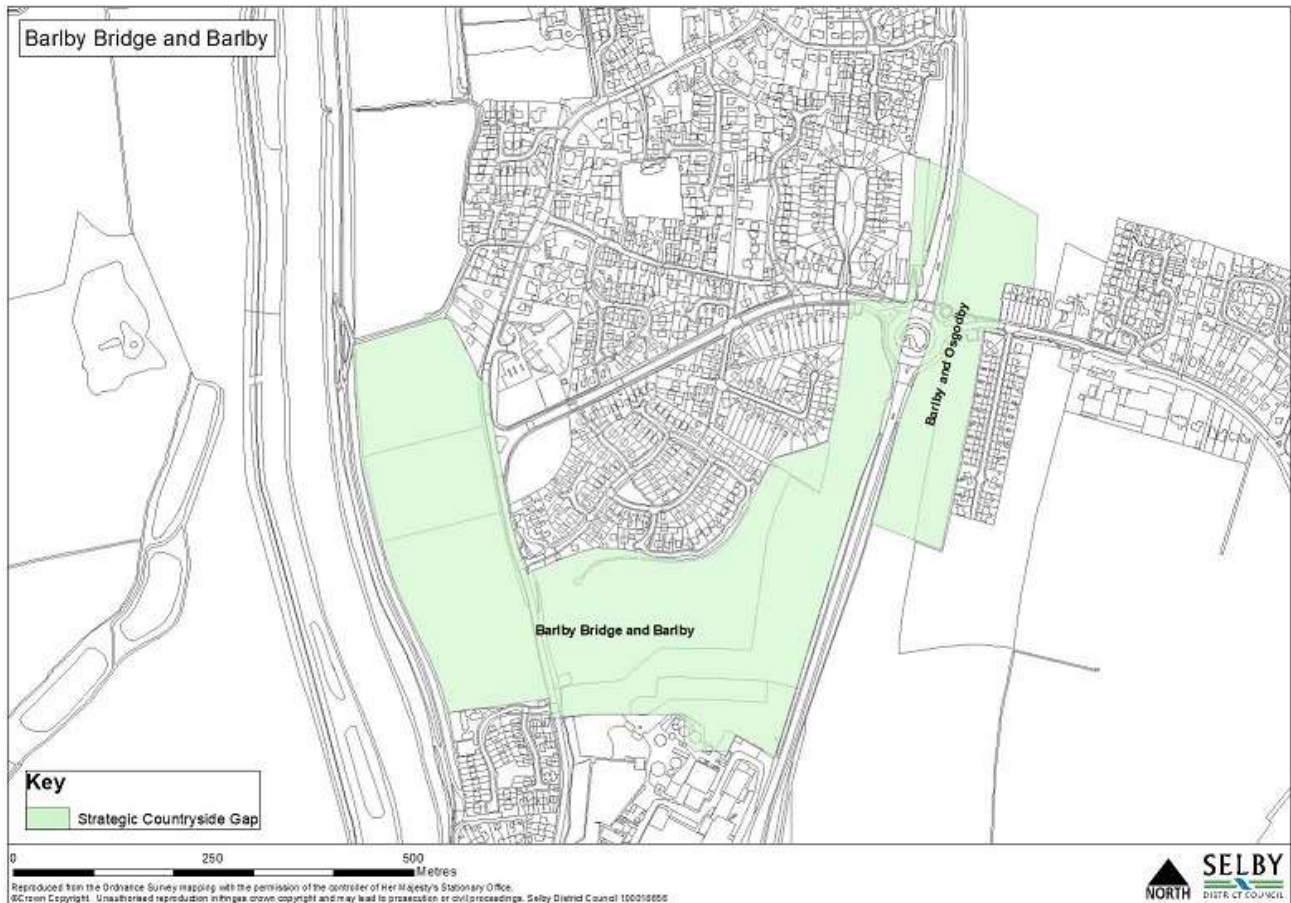 Barlby Bridge and Barlby
Barlby and Osgodby
Barlby Bridge and Barlby
Key
Strategic Countryside Gap
0 250 500
Metres
Reproduced from the Ordnance Survey mapping with the permission of the controller of Her Majesty's Stationary Office.
©Crown Copyright. Unauthorised reproduction infringes crown copyright and may lead to prosecution or civil proceedings. Selby District Council 100018656
NORTH
SELBY
DISTRICT COUNCIL